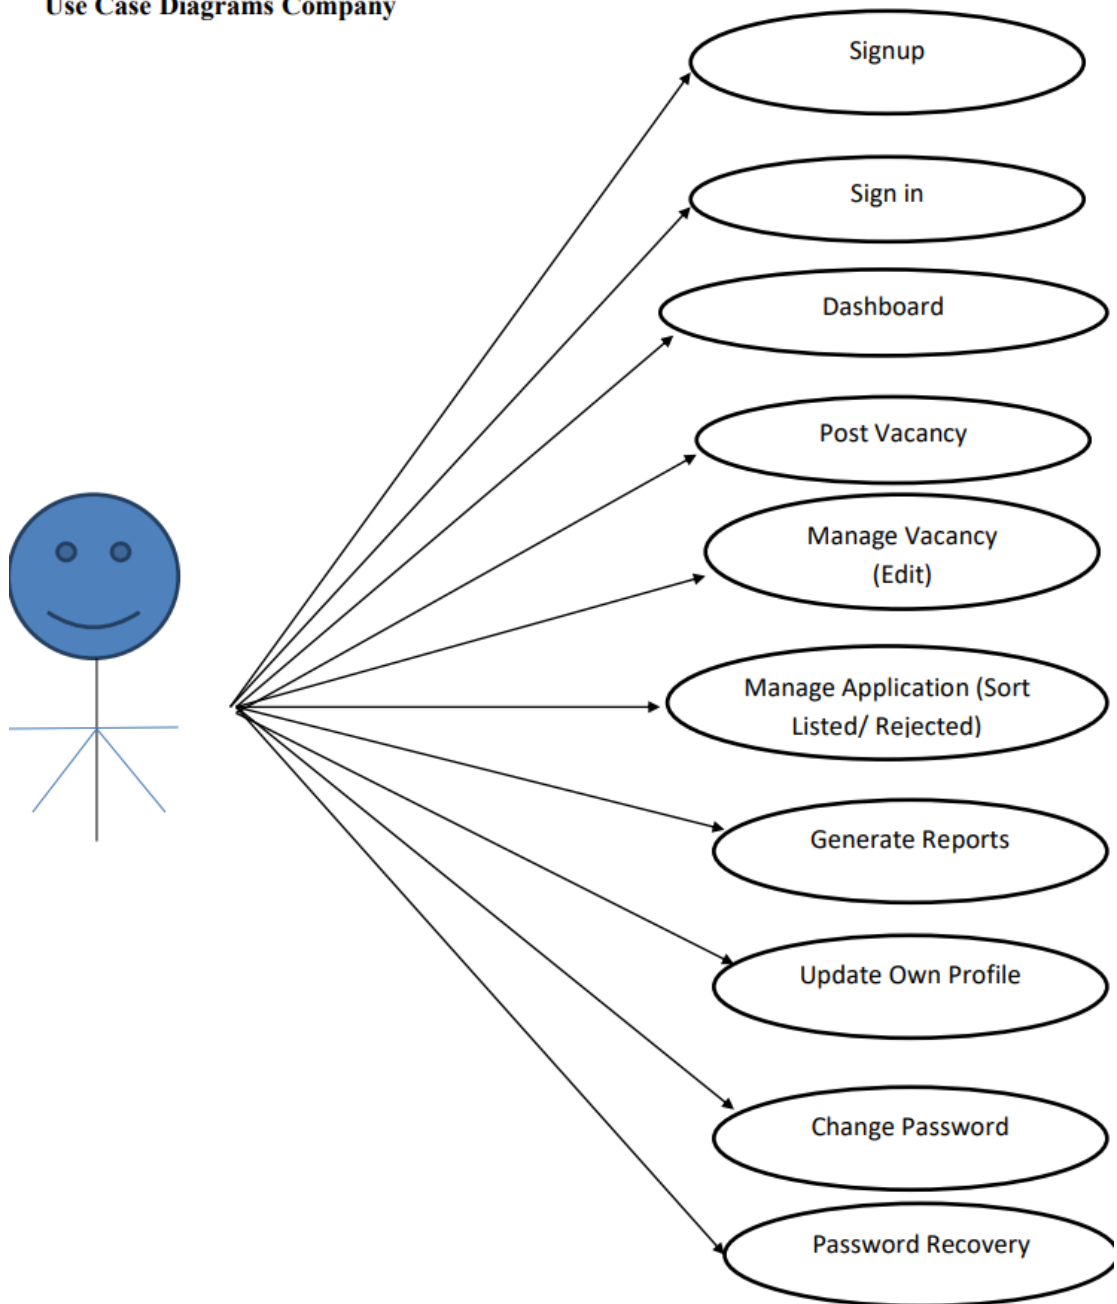 Use Case Diagrams Company
Signup
Sign in
Dashboard
Post Vacancy
Manage Vacancy
(Edit)
Manage Application (Sort
Listed/ Rejected)
Generate Reports
Update Own Profile
Change Password
Password Recovery